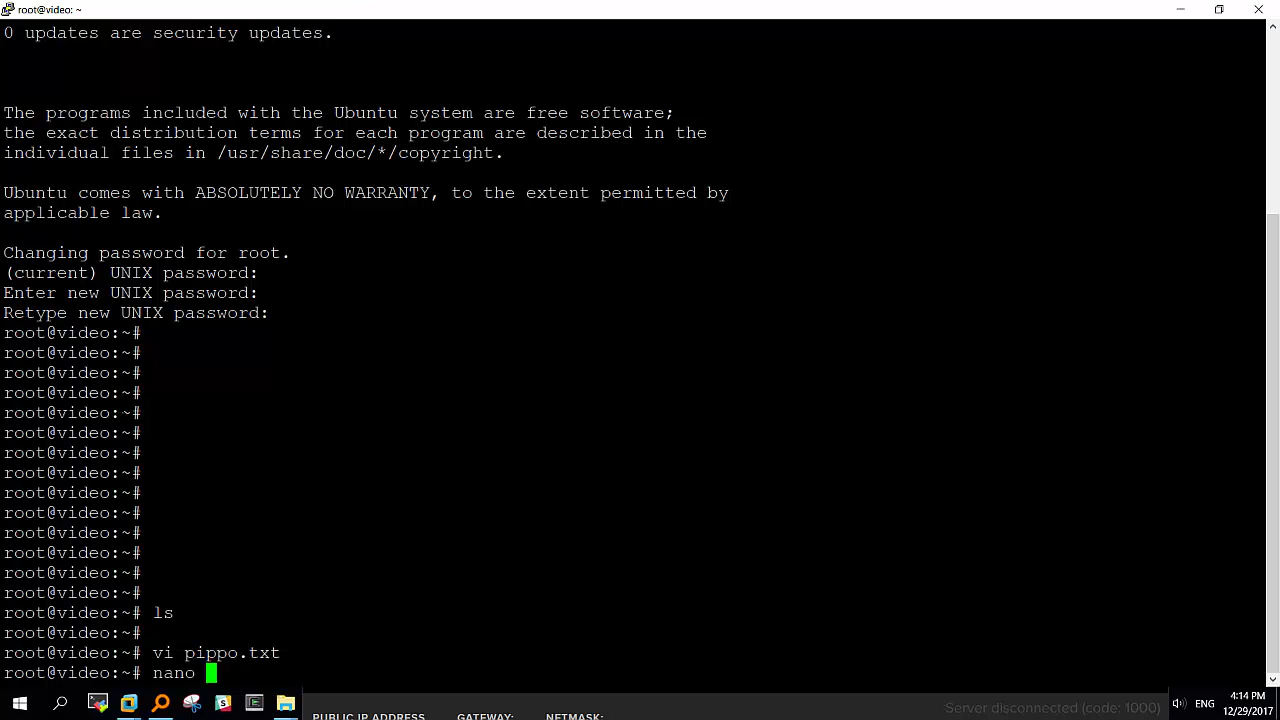 root@video: ~
0 updates are security updates.
The programs included with the Ubuntu system are free software;
the exact distribution terms for each program are described in the
individual files in /usr/share/doc/*/copyright.
Ubuntu comes with ABSOLUTELY NO WARRANTY, to the extent permitted by
applicable law.
Changing password for root.
(current) UNIX password:
Enter new UNIX password:
Retype new UNIX password:
root@video:~#
root@video:~#
root@video:~#
root@video:~#
root@video:~#
root@video:~#
root@video:~#
root@video:~#
root@video:~#
root@video:~#
root@video:~#
root@video:~#
root@video:~#
root@video:~#
root@video:~# ls
root@video:~#
root@video:~# vi pippo.txt
root@video:~# nano
PUBLIC IP ADDRESS GATEWAY: NETMASK:
Server disconnected (code: 1000)
ENG
4:14 PM
12/29/2017